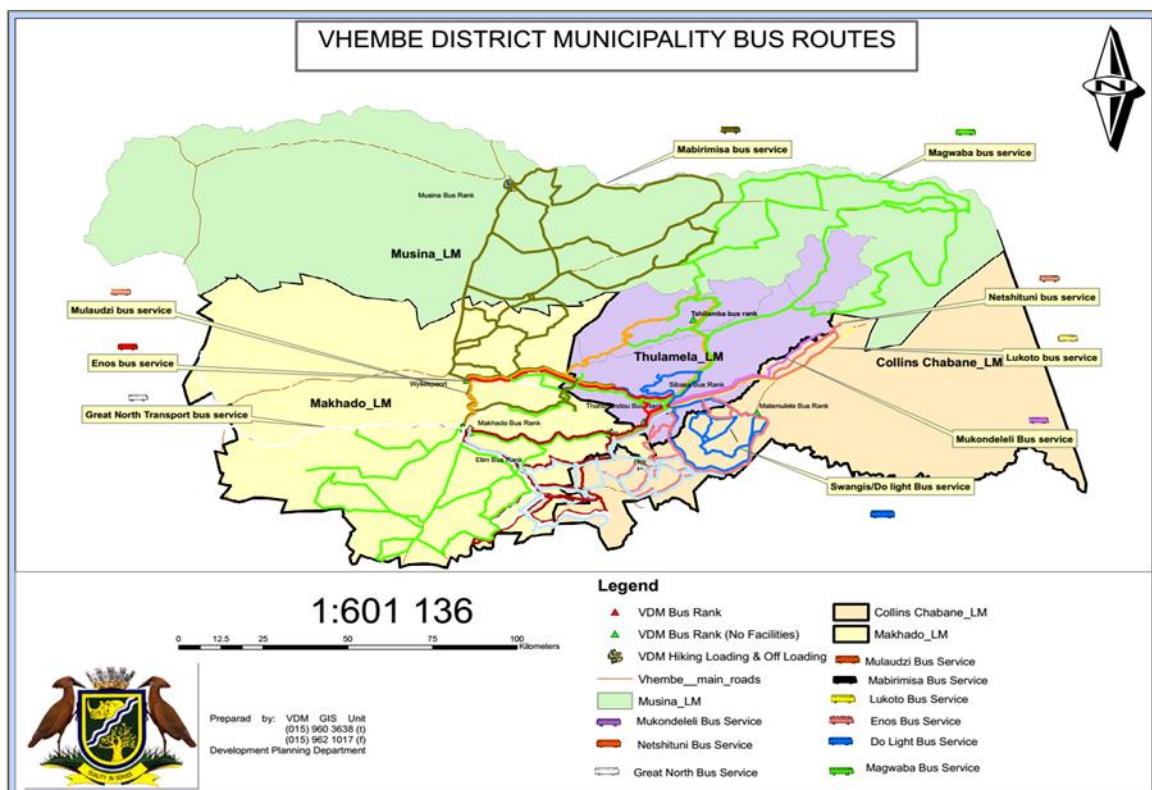 VHEMBE DISTRICT MUNICIPALITY BUS ROUTES
N
Mabirimisa bus service
Magwaba bus service
Musina Bus Rank
Musina_LM
Netshituni bus service
Mulaudzi bus service
Tshilamba bus rank
Thulamela_LM
Collins Chabane_LM
Lukoto bus service
Enos bus service
Wyliespoort
Sibasa Bus Rank
Makhado_LM
Great North Transport bus service
Malamulele Bus Rank
Makhado Bus Rank
Mukondeleli Bus service
Elim Bus Rank
Swangis/Do light Bus service
1:601 136
0 12.5 25 50 75 100
Kilometers
Preparad by: VDM GIS Unit
(015) 960 3638 (t)
(015) 962 1017 (f)
Development Planning Department
QUALITY IN SERVICE
Legend
VDM Bus Rank
VDM Bus Rank (No Facilities)
VDM Hiking Loading & Off Loading
Vhembe__main_roads
Musina_LM
Mukondeleli Bus Service
Netshituni Bus Service
Great North Bus Service
Collins Chabane_LM
Makhado_LM
Mulaudzi Bus Service
Mabirimisa Bus Service
Lukoto Bus Service
Enos Bus Service
Do Light Bus Service
Magwaba Bus Service